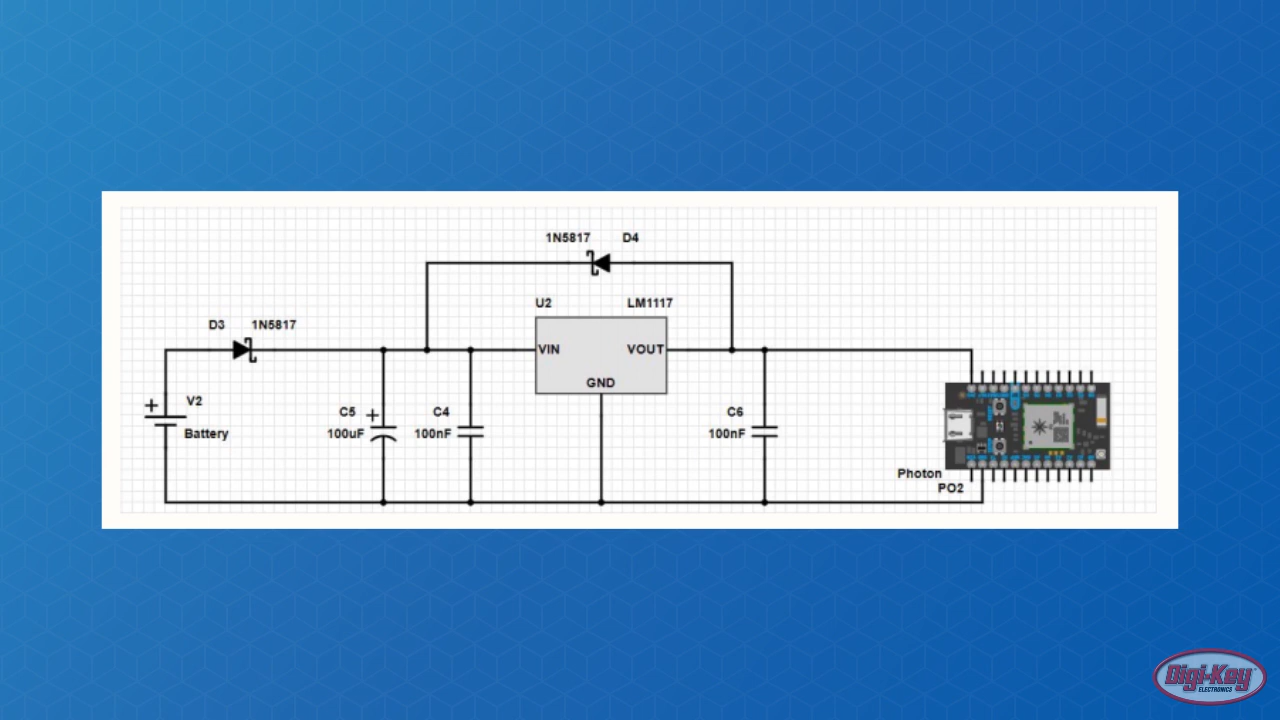 1N5817 D4
U2 LM1117
D3 1N5817
VIN VOUT
GND
+ V2
Battery
C5 +
100uF
C4
100nF
C6
100nF
Photon
PO2
Digi-Key
ELECTRONICS